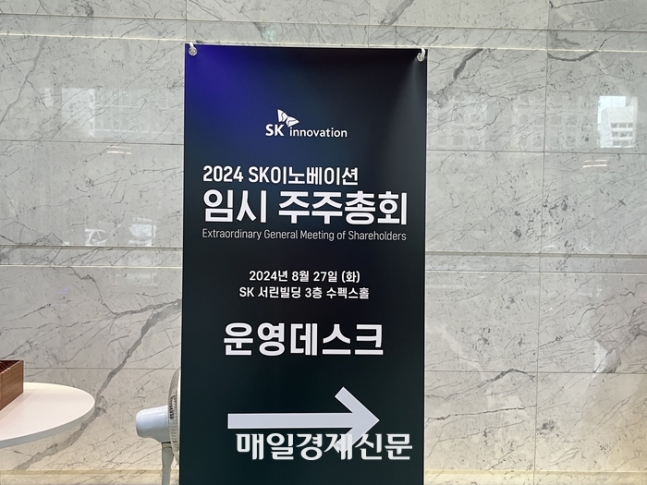 SK innovation
2024 SK이노베이션
임시 주주총회
Extraordinary General Meeting of Shareholders
2024년 8월 27일 (화)
SK 서린빌딩 3층 수펙스홀
운영데스크
매일경제신문